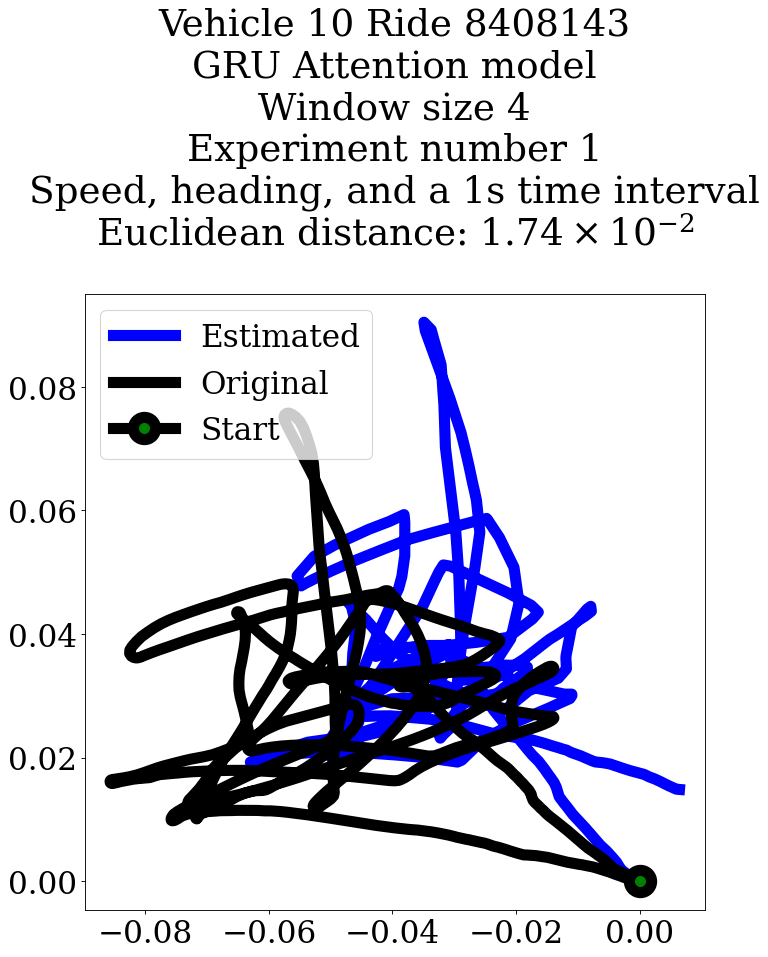 Vehicle 10 Ride 8408143
GRU Attention model
Window size 4
Experiment number 1
Speed, heading, and a 1s time interval
Euclidean distance: 1.74 × 10⁻²
Estimated
Original
Start
0.08
0.06
0.04
0.02
0.00
−0.08 −0.06 −0.04 −0.02 0.00